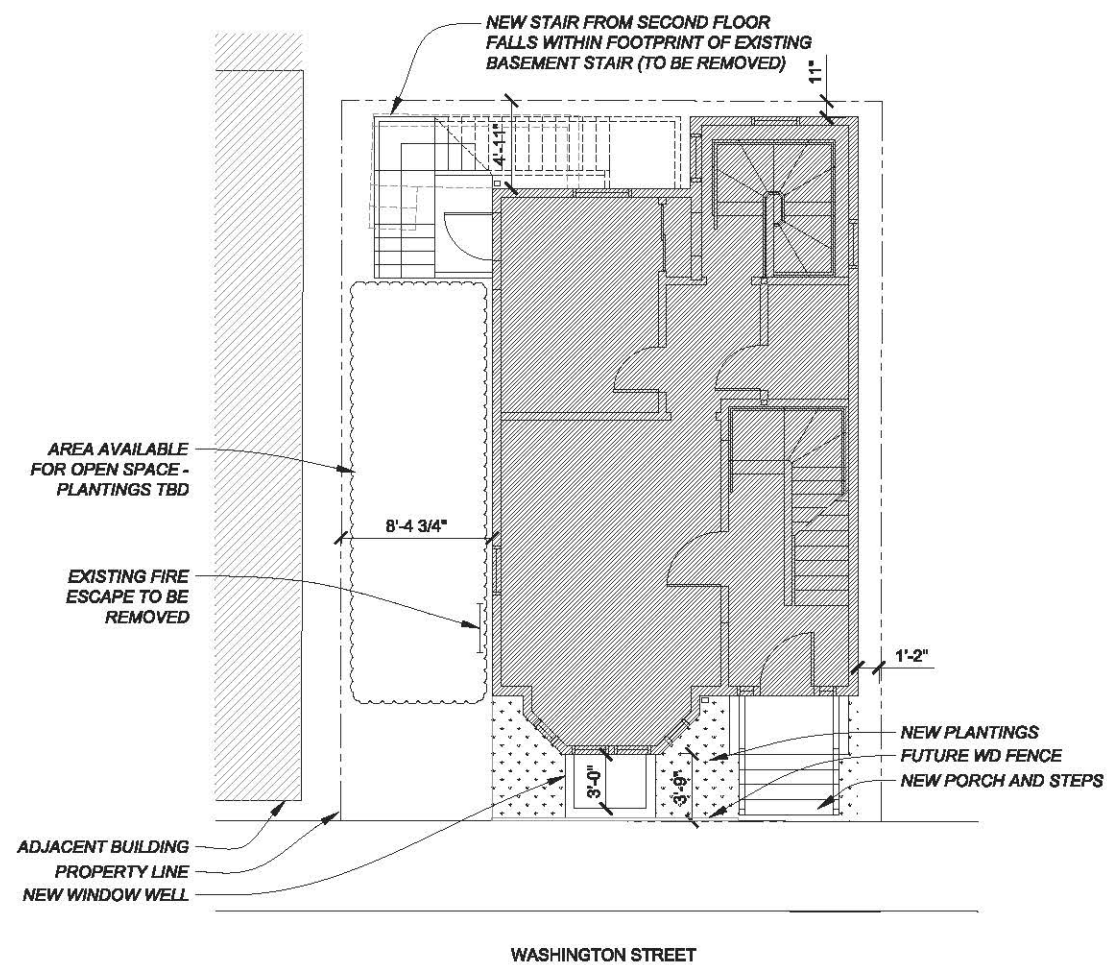 NEW STAIR FROM SECOND FLOOR
FALLS WITHIN FOOTPRINT OF EXISTING
BASEMENT STAIR (TO BE REMOVED)
11"
4'-11"
AREA AVAILABLE
FOR OPEN SPACE -
PLANTINGS TBD
8'-4 3/4"
EXISTING FIRE
ESCAPE TO BE
REMOVED
1'-2"
NEW PLANTINGS
FUTURE WD FENCE
NEW PORCH AND STEPS
3'-0"
3'-9"
ADJACENT BUILDING
PROPERTY LINE
NEW WINDOW WELL
WASHINGTON STREET